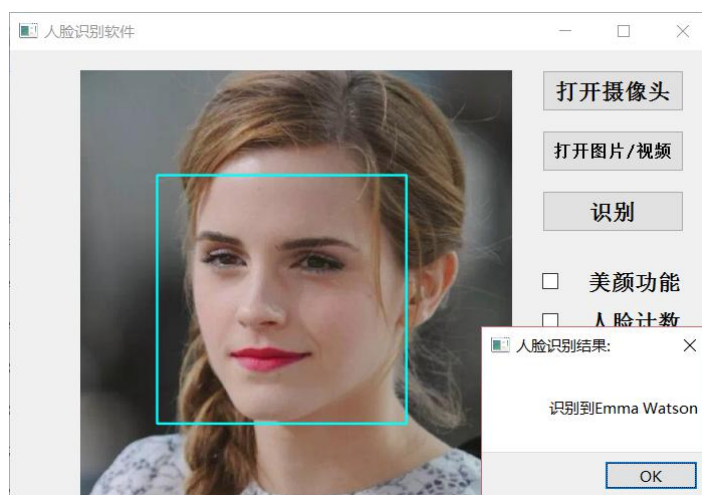 人脸识别软件
打开摄像头
打开图片/视频
识别
美颜功能
人脸计数
人脸识别结果:
识别到Emma Watson
OK